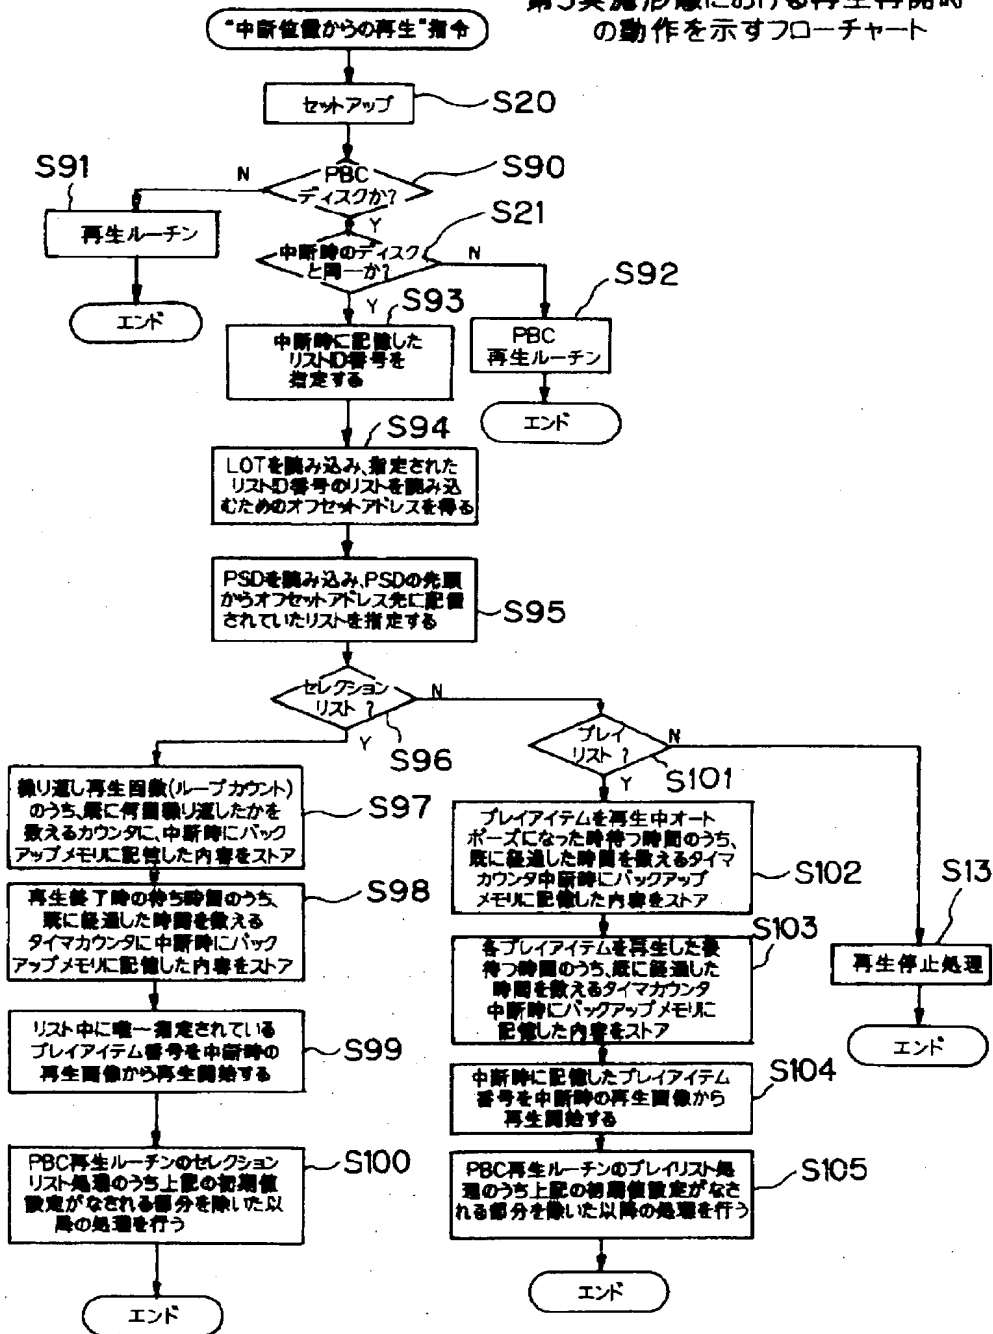 第5実施形態における再生再開時
の動作を示すフローチャート
"中断位置からの再生"指令
セットアップ
S20
PBC
ディスクか?
S90
N
Y
S91
再生ルーチン
エンド
中断時のディスク
と同一か?
S21
N
Y
S92
PBC
再生ルーチン
エンド
S93
中断時に記憶した
リストID番号を
指定する
S94
LOTを読み込み、指定された
リストID番号のリストを読み込
むためのオフセットアドレスを得る
PSDを読み込み、PSDの先頭
からオフセットアドレス先に記憶
されていたリストを指定する
S95
セレクション
リスト?
N
Y
S96
繰り返し再生回数(ループカウント)
のうち、既に何回繰り返したかを
数えるカウンタに、中断時にバック
アップメモリに記憶した内容をストア
S97
再生終了時の待ち時間のうち、
既に経過した時間を数える
タイマカウンタに中断時にバック
アップメモリに記憶した内容をストア
S98
リスト中に唯一指定されている
プレイアイテム番号を中断時の
再生画像から再生開始する
S99
PBC再生ルーチンのセレクション
リスト処理のうち上記の初期値
設定がなされる部分を除いた以
降の処理を行う
S100
エンド
プレイ
リスト?
N
Y
S101
プレイアイテムを再生中オート
ポーズになった時待つ時間のうち、
既に経過した時間を数えるタイマ
カウンタ中断時にバックアップ
メモリに記憶した内容をストア
S102
各プレイアイテムを再生した後
待つ時間のうち、既に経過した
時間を数えるタイマカウンタ
中断時にバックアップメモリに
記憶した内容をストア
S103
中断時に記憶したプレイアイテム
番号を中断時の再生画像から
再生開始する
S104
PBC再生ルーチンのプレイリスト処
理のうち上記の初期値設定がなさ
れる部分を除いた以降の処理を行う
S105
エンド
S13
再生停止処理
エンド